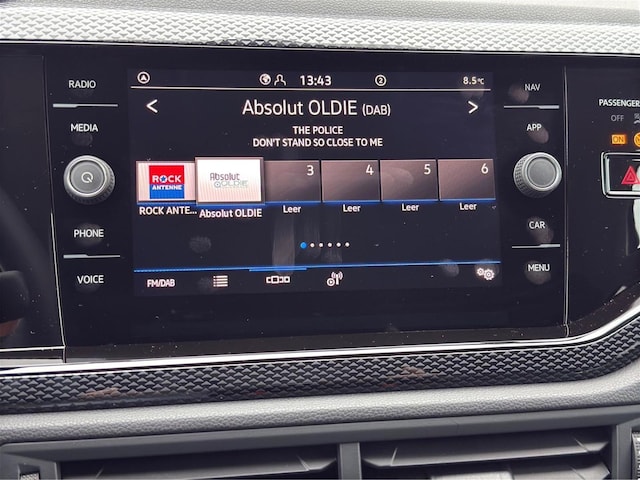 RADIO
MEDIA
PHONE
VOICE
13:43
2
8.5°C
< Absolut OLDIE (DAB) >
THE POLICE
DON'T STAND SO CLOSE TO ME
ROCK ANTENNE
Absolut OLDIE
3
4
5
6
ROCK ANTE...
Absolut OLDIE
Leer
Leer
Leer
Leer
FM/DAB
NAV
APP
CAR
MENU
PASSENGER
OFF
ON